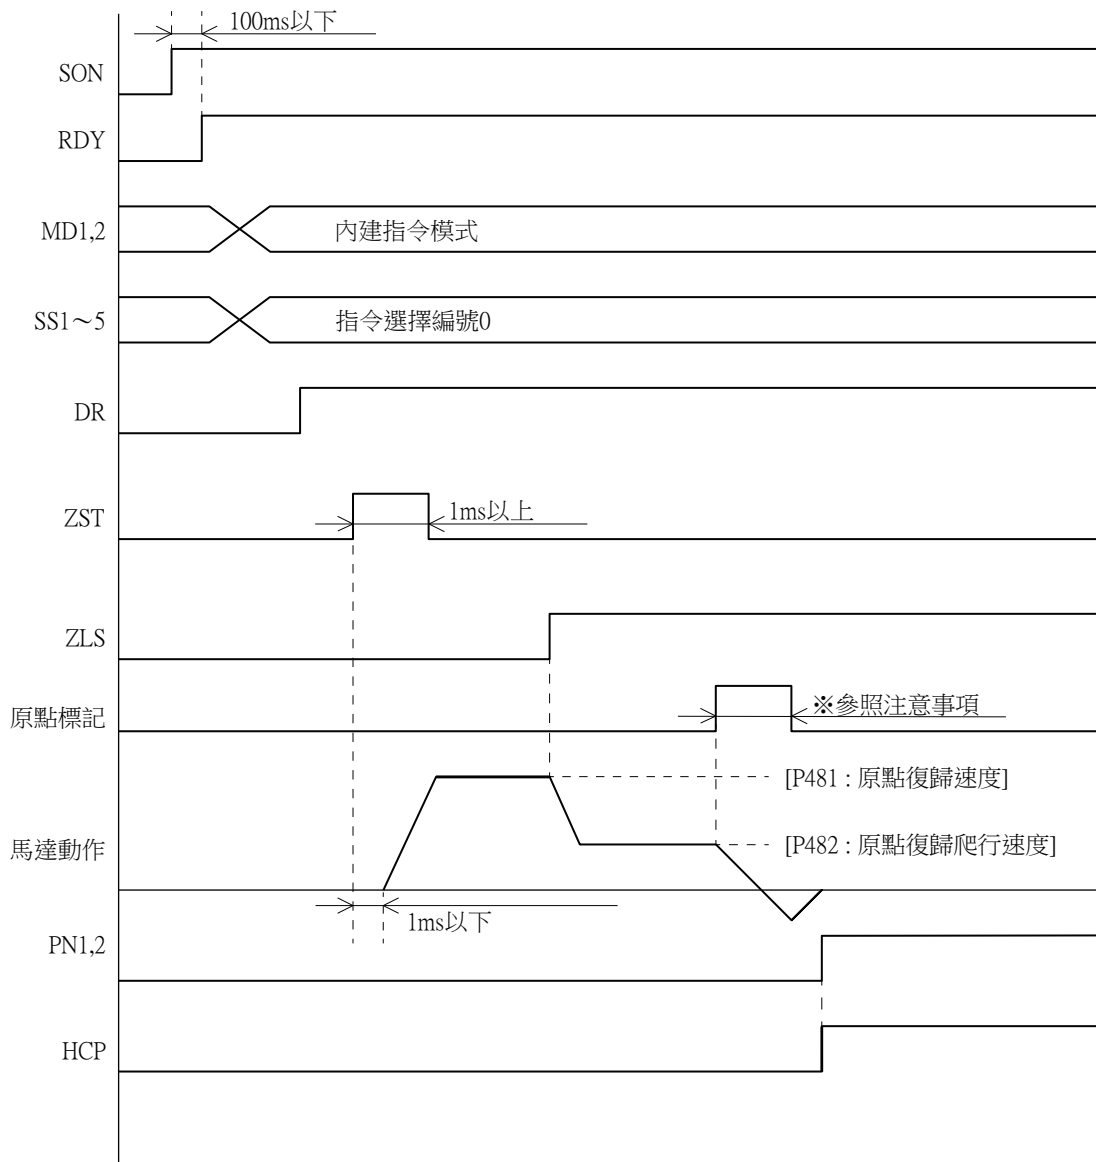 100ms以下
SON
RDY
MD1,2 內建指令模式
SS1～5 指令選擇編號0
DR
ZST 1ms以上
ZLS
原點標記 ※參照注意事項
[P481 : 原點復歸速度]
馬達動作 [P482 : 原點復歸爬行速度]
1ms以下
PN1,2
HCP